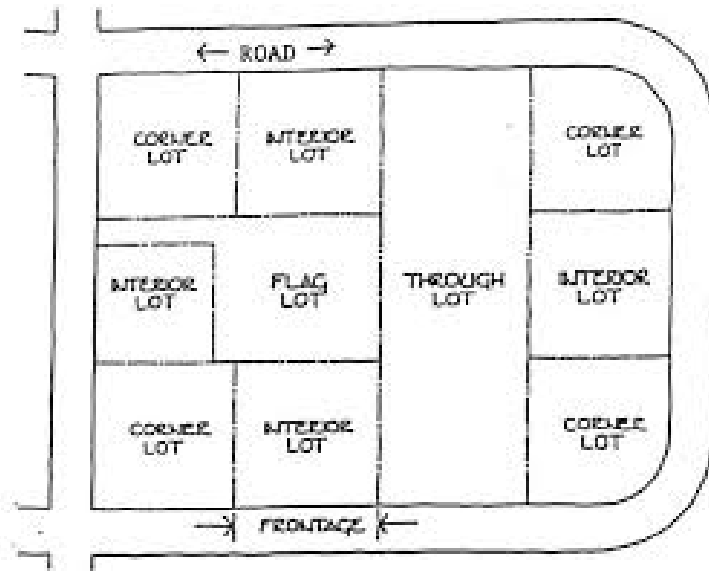 ← ROAD →
CORNER
LOT
INTERIOR
LOT
CORNER
LOT
INTERIOR
LOT
FLAG
LOT
THROUGH
LOT
INTERIOR
LOT
CORNER
LOT
INTERIOR
LOT
CORNER
LOT
FRONTAGE